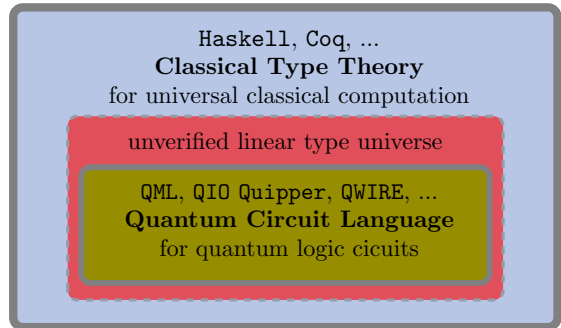 Haskell, Coq, ...
Classical Type Theory
for universal classical computation
unverified linear type universe
QML, QIO Quipper, QWIRE, ...
Quantum Circuit Language
for quantum logic cicuits